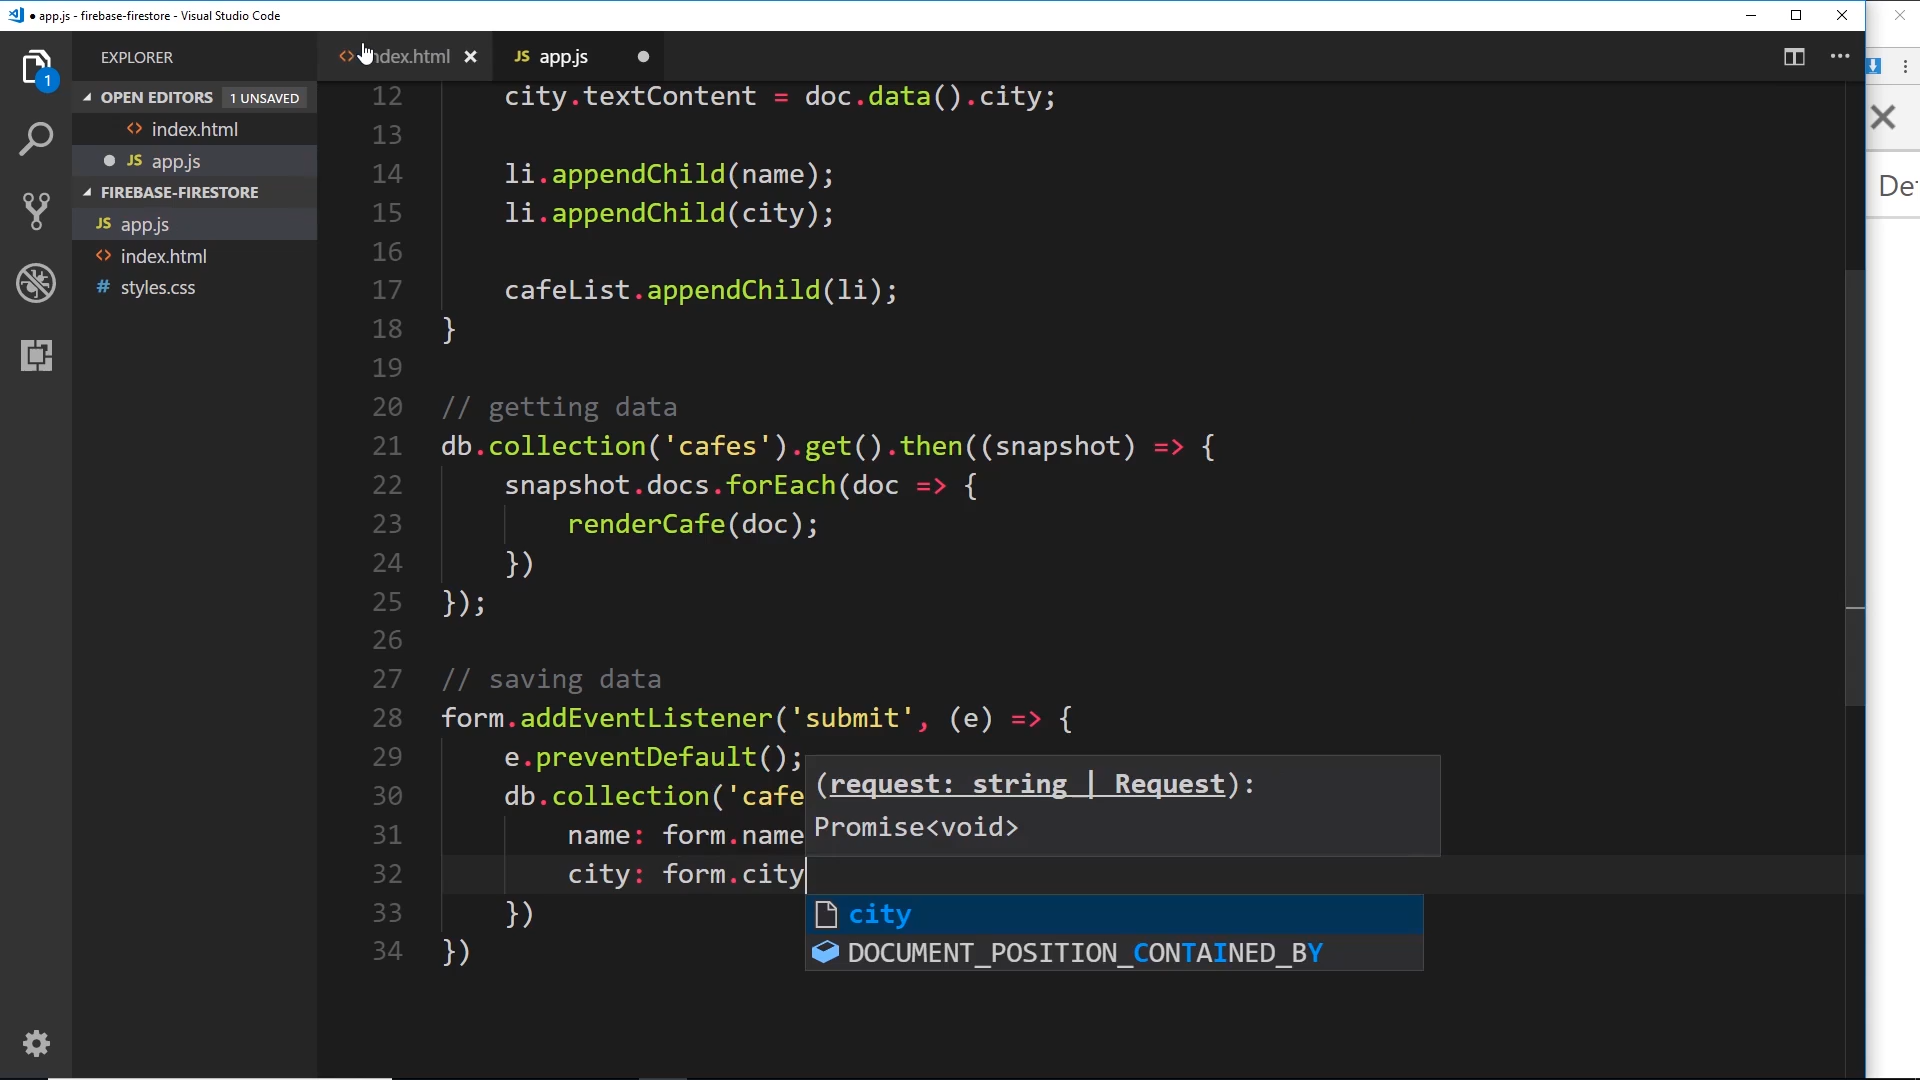 app.js - firebase-firestore - Visual Studio Code
EXPLORER
index.html
JS app.js
OPEN EDITORS 1 UNSAVED
index.html
JS app.js
FIREBASE-FIRESTORE
JS app.js
index.html
# styles.css
1
12 city.textContent = doc.data().city;
13
14 li.appendChild(name);
15 li.appendChild(city);
16
17 cafeList.appendChild(li);
18 }
19
20 // getting data
21 db.collection('cafes').get().then((snapshot) => {
22 snapshot.docs.forEach(doc => {
23 renderCafe(doc);
24 })
25 });
26
27 // saving data
28 form.addEventListener('submit', (e) => {
29 e.preventDefault();
30 db.collection('cafe
31 name: form.name
32 city: form.city
33 })
34 })
(request: string | Request):
Promise<void>
city
DOCUMENT_POSITION_CONTAINED_BY